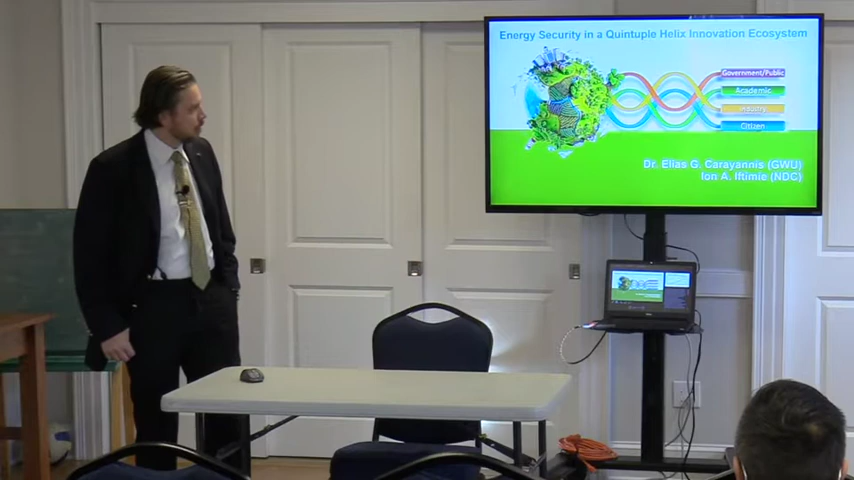 Energy Security in a Quintuple Helix Innovation Ecosystem
Government/Public
Academic
Industry
Citizen
Dr. Elias G. Carayannis (GWU)
Ion A. Iftimie (NDC)